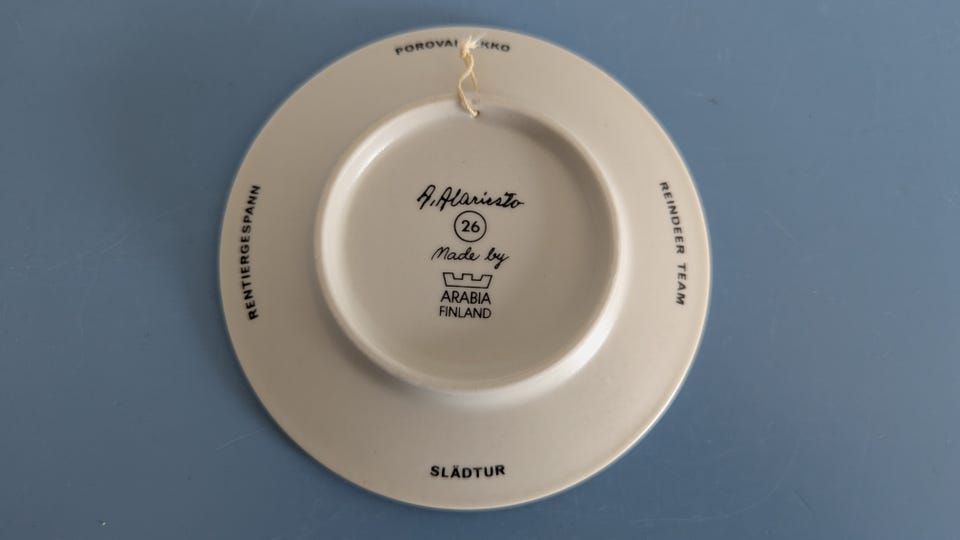 REINDEER TEAM
SLÄDTUR
RENTIERGESPANN
A. Alariesto
26
Made by
ARABIA
FINLAND